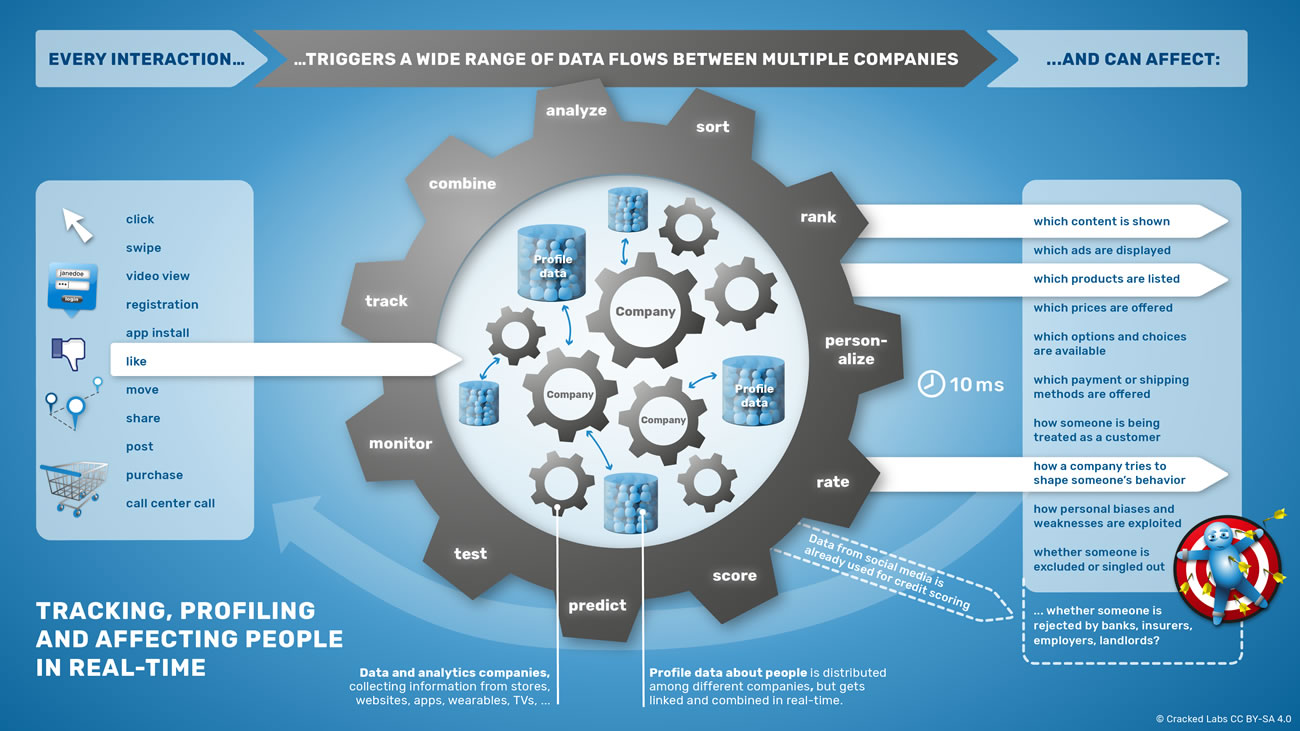 EVERY INTERACTION...
...TRIGGERS A WIDE RANGE OF DATA FLOWS BETWEEN MULTIPLE COMPANIES
...AND CAN AFFECT:
click
swipe
video view
registration
app install
like
move
share
post
purchase
call center call
janedoe
***
login
analyze
sort
combine
rank
track
person-
alize
monitor
rate
test
score
predict
Profile
data
Company
Company
Company
Profile
data
10 ms
which content is shown
which ads are displayed
which products are listed
which prices are offered
which options and choices
are available
which payment or shipping
methods are offered
how someone is being
treated as a customer
how a company tries to
shape someone's behavior
how personal biases and
weaknesses are exploited
whether someone is
excluded or singled out
Data from social media is
already used for credit scoring
... whether someone is
rejected by banks, insurers,
employers, landlords?
TRACKING, PROFILING
AND AFFECTING PEOPLE
IN REAL-TIME
Data and analytics companies,
collecting information from stores,
websites, apps, wearables, TVs, ...
Profile data about people is distributed
among different companies, but gets
linked and combined in real-time.
© Cracked Labs CC BY-SA 4.0